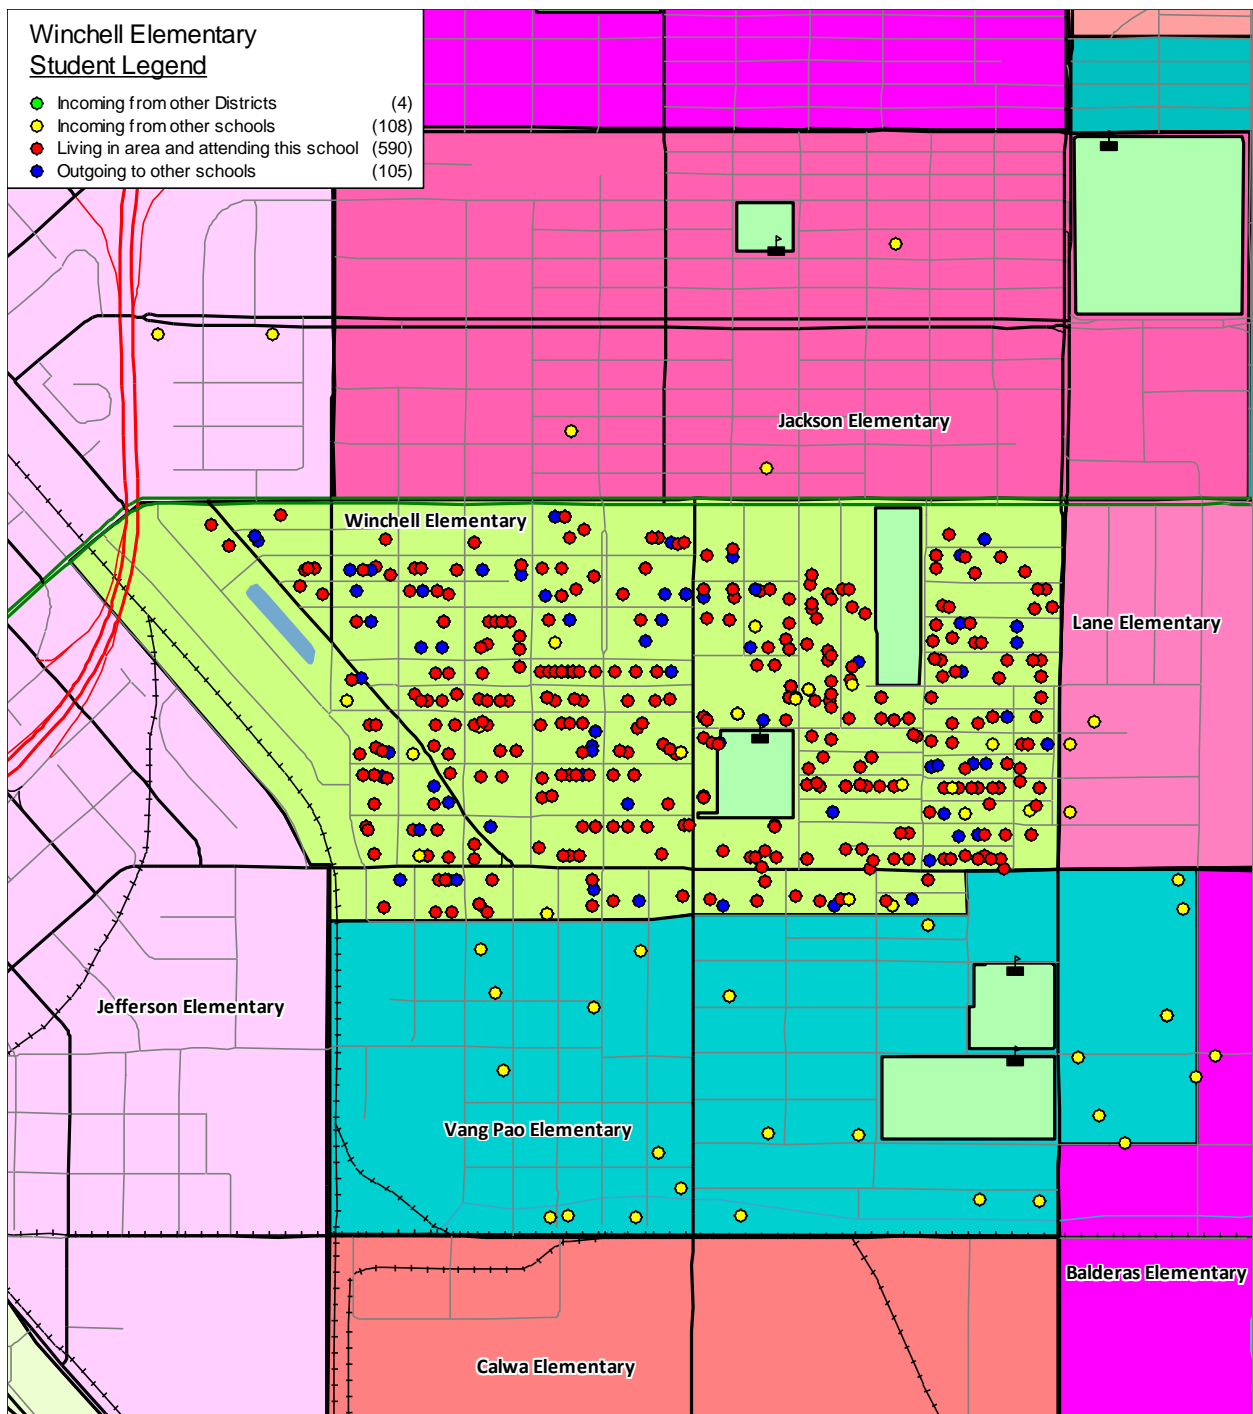 Winchell Elementary
Student Legend
Incoming from other Districts (4)
Incoming from other schools (108)
Living in area and attending this school (590)
Outgoing to other schools (105)
Jackson Elementary
Winchell Elementary
Lane Elementary
Jefferson Elementary
Vang Pao Elementary
Balderas Elementary
Calwa Elementary